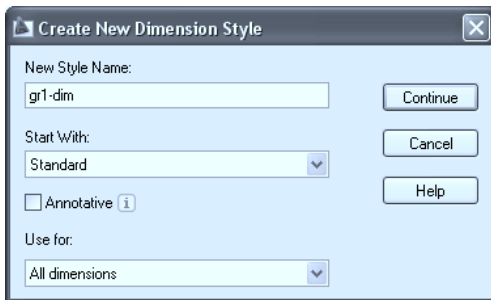 Create New Dimension Style
New Style Name:
gr1-dim
Continue
Start With:
Cancel
Standard
Help
Annotative
Use for:
All dimensions